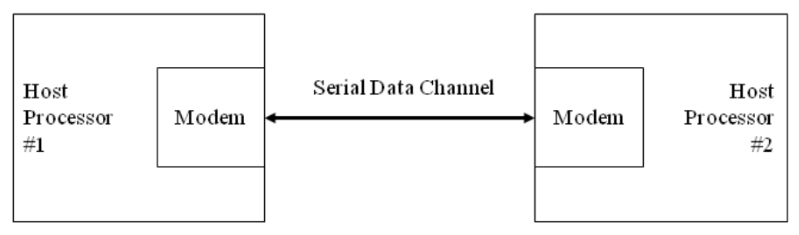 Host
Processor
#1
Modem
Serial Data Channel
Modem
Host
Processor
#2